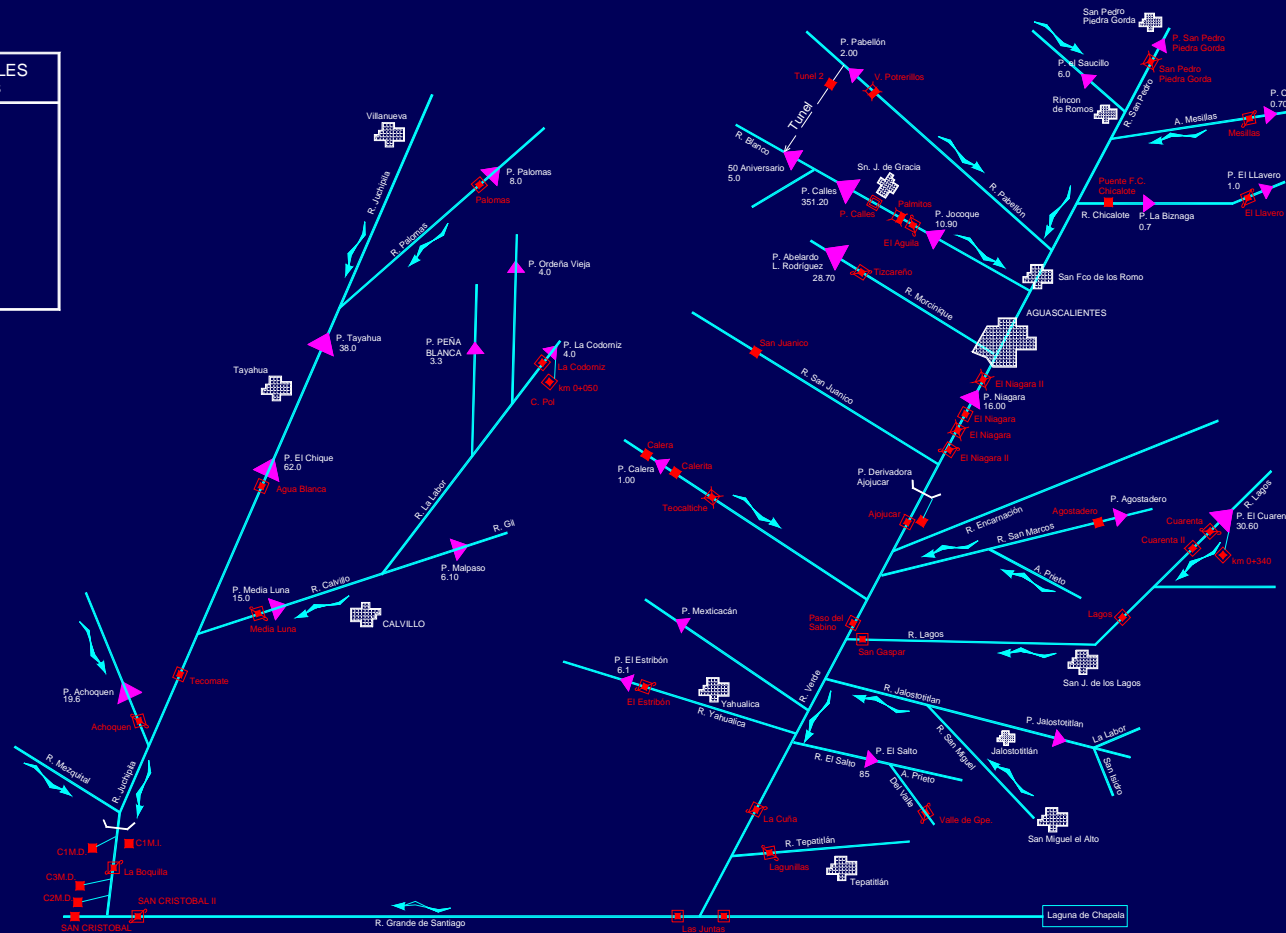 LES
San Pedro
Piedra Gorda
P. San Pedro
Piedra Gorda
San Pedro
Piedra Gorda
P. el Saucillo
6.0
P. Pabellón
2.00
Tunel 2
V. Potrerillos
Tunel
Rincon
de Romos
R. San Pedro
A. Mesillas
Mesillas
0.70
Villanueva
R. Juchipila
P. Palomas
8.0
Palomas
R. Palomas
R. Blanco
50 Aniversario
5.0
Sn. J. de Gracia
P. Calles
351.20
P. Calles
Palmitos
El Aguila
P. Jocoque
10.90
R. Pabellón
Puente F.C.
Chicalote
R. Chicalote
P. La Biznaga
0.7
P. El LLavero
1.0
El Llavero
P. Ordeña Vieja
4.0
P. Abelardo
L. Rodríguez
28.70
Tizcareño
R. Morcinique
San Fco de los Romo
AGUASCALIENTES
P. Tayahua
38.0
Tayahua
P. PEÑA
BLANCA
3.3
P. La Codorniz
4.0
La Codorniz
km 0+650
C. Pol
San Juanico
R. San Juanico
El Niagara II
P. Niagara
16.00
El Niagara
El Niagara
El Niagara II
P. El Chique
62.0
Agua Blanca
R. La Labor
Calera
P. Calera
1.00
Calerita
Teocaltiche
P. Derivadora
Ajojucar
Ajojucar
R. Encarnación
R. San Marcos
Agostadero
P. Agostadero
Cuarenta
Cuarenta II
R. Lagos
P. El Cuaren
30.60
km 0+340
R. Gil
P. Malpaso
6.10
R. Calvillo
P. Media Luna
15.0
Media Luna
CALVILLO
A. Prieto
Lagos
Paso del
Sabino
San Gaspar
R. Lagos
San J. de los Lagos
P. Mexticacán
P. El Estribón
6.1
El Estribón
Yahualica
R. Yahualica
R. Verde
Tecomate
P. Achoquen
19.6
Achoquen
R. Jalostotitlan
R. San Miguel
P. Jalostotitlan
Jalostotitlán
La Labor
San Isidro
R. El Salto
P. El Salto
85
A. Prieto
Del Valle
Valle de Gpe.
San Miguel el Alto
R. Mezquital
R. Juchipila
La Cuña
R. Tepatitlán
Lagunillas
Tepatitlán
C1M.D.
C1M.I.
La Boquilla
C3M.D.
C2M.D.
SAN CRISTOBAL II
SAN CRISTOBAL
R. Grande de Santiago
Las Juntas
Laguna de Chapala